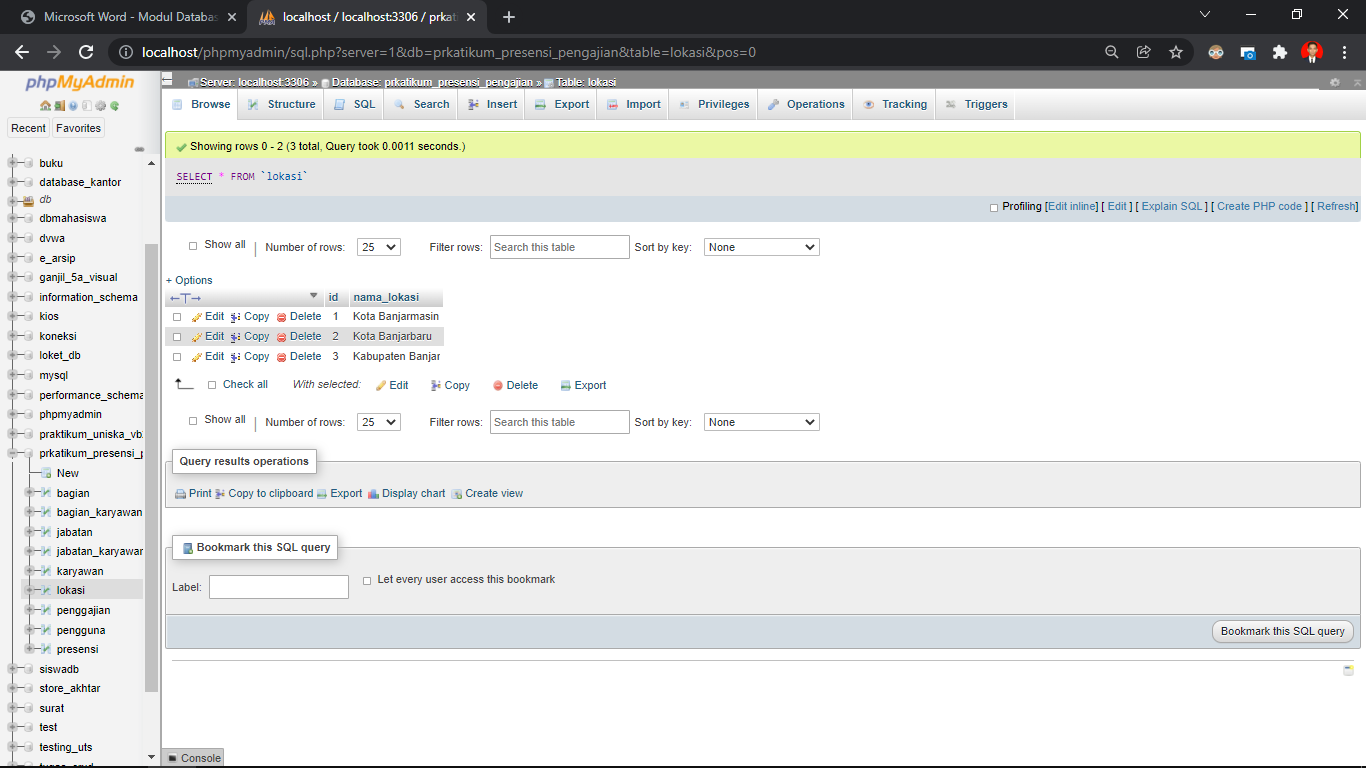 Microsoft Word - Modul Databas
localhost / localhost:3306 / prkati
localhost/phpmyadmin/sql.php?server=1&db=prkatikum_presensi_pengajian&table=lokasi&pos=0
phpMyAdmin
Recent Favorites
buku
database_kantor
db
dbmahasiswa
dvwa
e_arsip
ganjil_5a_visual
information_schema
kios
koneksi
loket_db
mysql
performance_schema
phpmyadmin
praktikum_uniska_vb
prkatikum_presensi_p
New
bagian
bagian_karyawan
jabatan
jabatan_karyawan
karyawan
lokasi
penggajian
pengguna
presensi
siswadb
store_akhtar
surat
test
testing_uts
Server: localhost:3306 » Database: prkatikum_presensi_pengajian » Table: lokasi
Browse Structure SQL Search Insert Export Import Privileges Operations Tracking Triggers
Showing rows 0 - 2 (3 total, Query took 0.0011 seconds.)
SELECT * FROM `lokasi`
Profiling [Edit inline] [ Edit ] [ Explain SQL ] [ Create PHP code ] [ Refresh]
Show all | Number of rows: 25 Filter rows: Search this table Sort by key: None
+ Options
←T→ ▼ id nama_lokasi
Edit Copy Delete 1 Kota Banjarmasin
Edit Copy Delete 2 Kota Banjarbaru
Edit Copy Delete 3 Kabupaten Banjar
Check all With selected: Edit Copy Delete Export
Show all | Number of rows: 25 Filter rows: Search this table Sort by key: None
Query results operations
Print Copy to clipboard Export Display chart Create view
Bookmark this SQL query
Label: Let every user access this bookmark
Bookmark this SQL query
Console